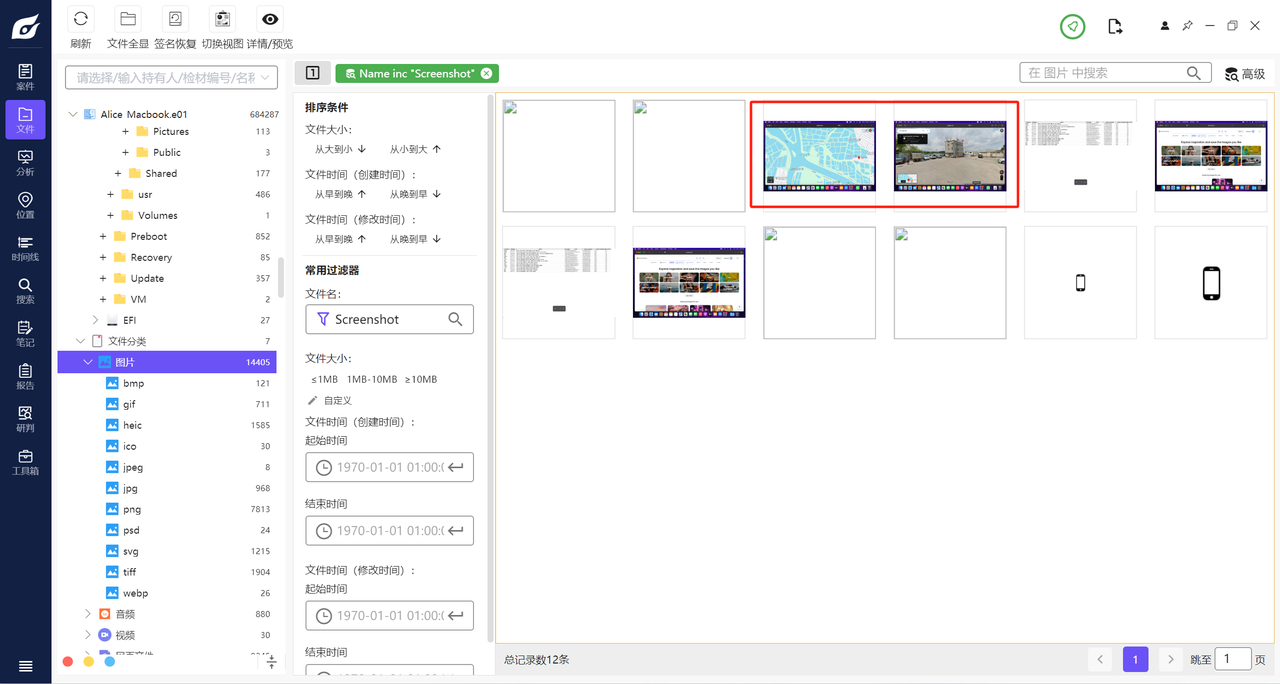 刷新
文件全显
签名恢复
切换视图
详情/预览
案件
文件
分析
位置
时间线
搜索
笔记
报告
研判
工具箱
请选择/输入持有人/检材编号/名称
Alice Macbook.e01 684287
Pictures 113
Public 3
Shared 177
usr 486
Volumes 1
Preboot 852
Recovery 85
Update 357
VM 2
EFI 27
文件分类 7
图片 14405
bmp 121
gif 711
heic 1585
ico 30
jpeg 8
jpg 968
png 7813
psd 24
svg 1215
tiff 1904
webp 26
音频 880
视频 30
1
Name inc "Screenshot"
在 图片 中搜索
高级
排序条件
文件大小:
从大到小 ↓ 从小到大 ↑
文件时间（创建时间）:
从早到晚 ↑ 从晚到早 ↓
文件时间（修改时间）:
从早到晚 ↑ 从晚到早 ↓
常用过滤器
文件名:
Screenshot
文件大小:
≤1MB 1MB-10MB ≥10MB
自定义
文件时间（创建时间）:
起始时间
1970-01-01 01:00:(
结束时间
1970-01-01 01:00:(
文件时间（修改时间）:
起始时间
1970-01-01 01:00:(
结束时间
总记录数12条
1
跳至 1 页